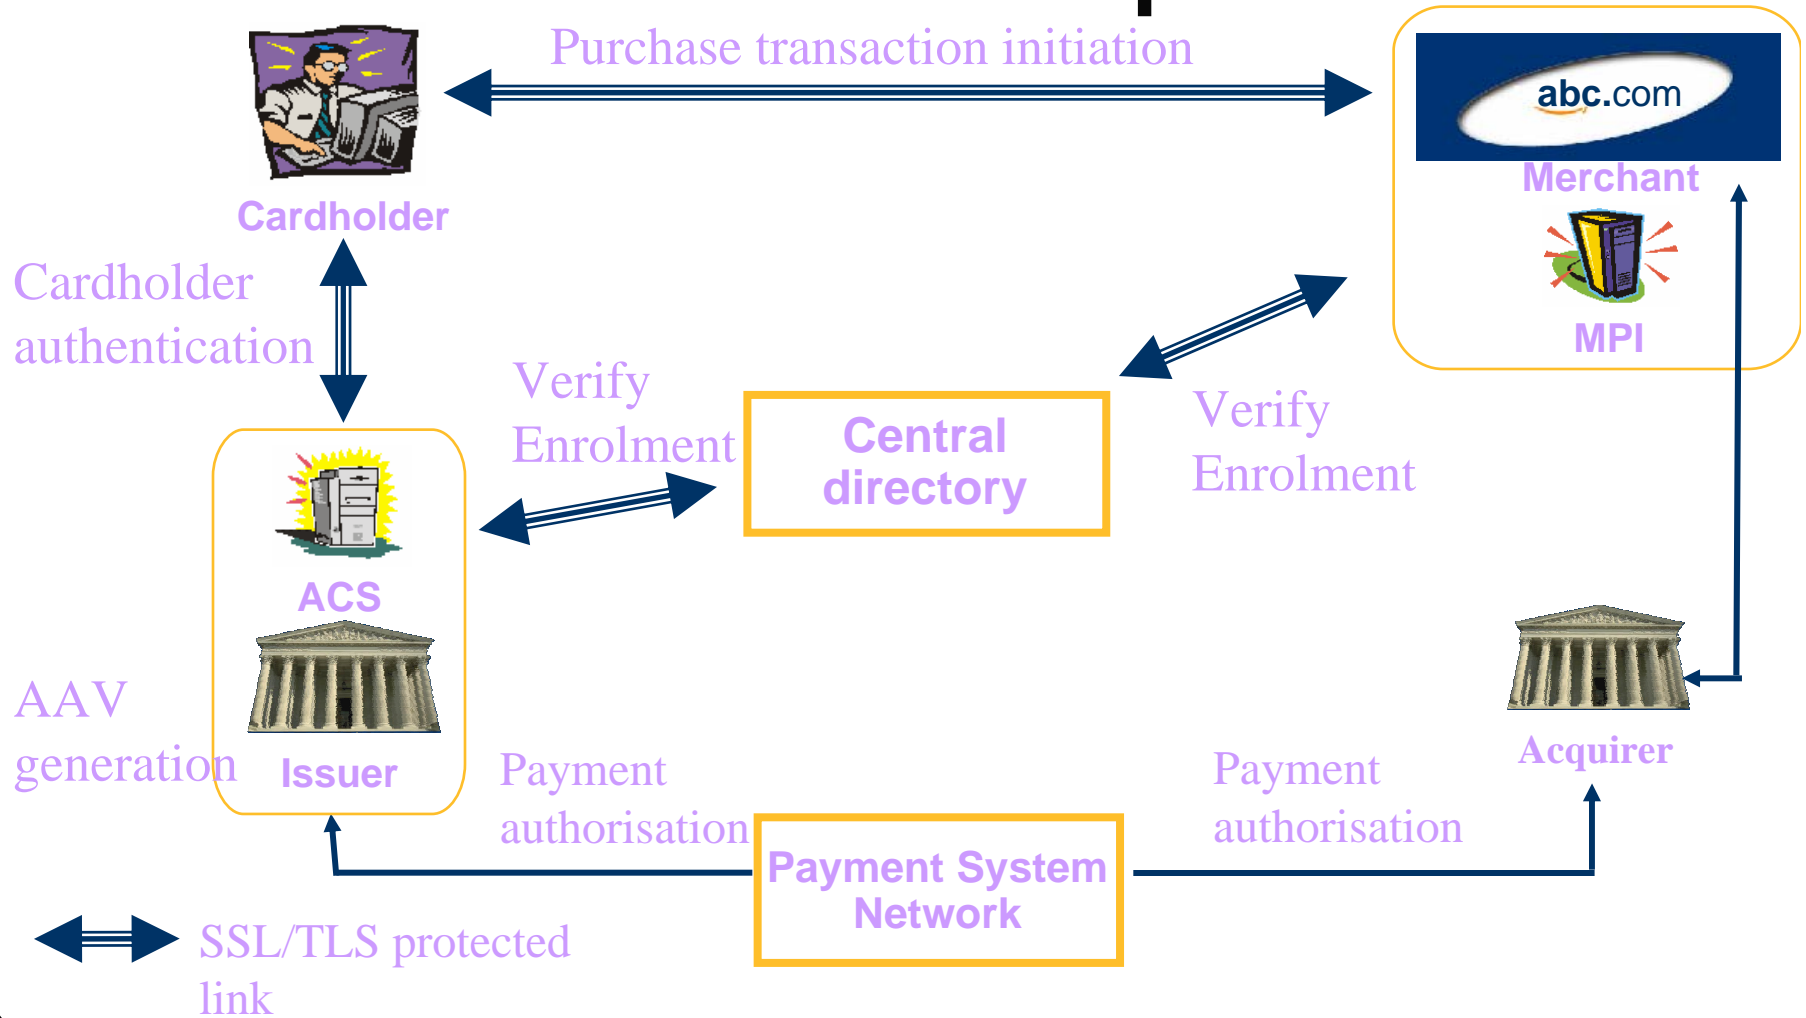 Purchase transaction initiation
abc.com
Merchant
Cardholder
Cardholder
authentication
MPI
Verify
Enrolment
Central
directory
Verify
Enrolment
ACS
AAV
generation
Issuer
Payment
authorisation
Payment
authorisation
Acquirer
Payment System
Network
SSL/TLS protected
link